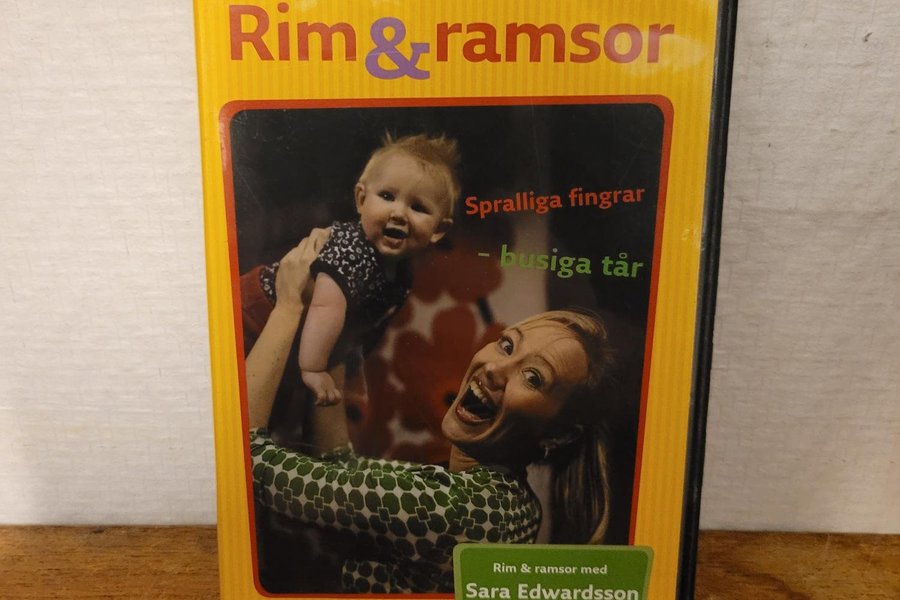 Rim & ramsor
Spralliga fingrar
- busiga tår
Rim & ramsor med
Sara Edwardsson